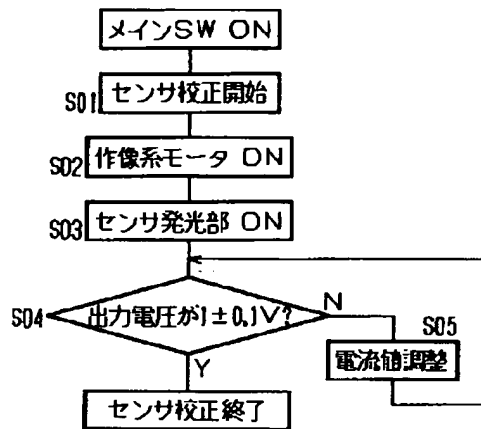 メインSW ON
S01
センサ校正開始
S02
作像系モータ ON
S03
センサ発光部 ON
S04
出力電圧が1±0.1V?
N
S05
電流値調整
Y
センサ校正終了